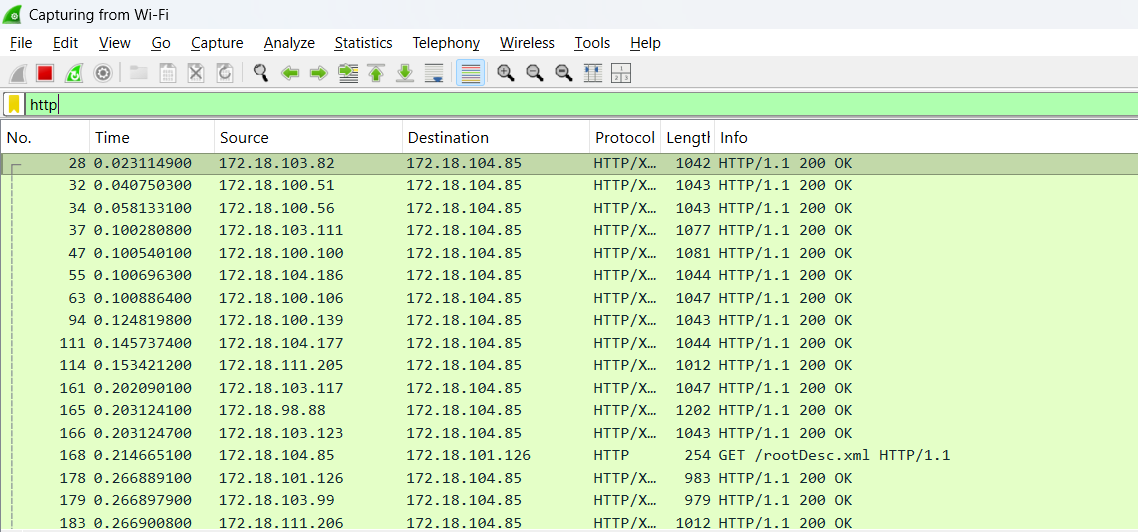 Capturing from Wi-Fi
File Edit View Go Capture Analyze Statistics Telephony Wireless Tools Help
http
No. Time Source Destination Protocol Length Info
28 0.023114900 172.18.103.82 172.18.104.85 HTTP/X… 1042 HTTP/1.1 200 OK
32 0.040750300 172.18.100.51 172.18.104.85 HTTP/X… 1043 HTTP/1.1 200 OK
34 0.058133100 172.18.100.56 172.18.104.85 HTTP/X… 1043 HTTP/1.1 200 OK
37 0.100280800 172.18.103.111 172.18.104.85 HTTP/X… 1077 HTTP/1.1 200 OK
47 0.100540100 172.18.100.100 172.18.104.85 HTTP/X… 1081 HTTP/1.1 200 OK
55 0.100696300 172.18.104.186 172.18.104.85 HTTP/X… 1044 HTTP/1.1 200 OK
63 0.100886400 172.18.100.106 172.18.104.85 HTTP/X… 1047 HTTP/1.1 200 OK
94 0.124819800 172.18.100.139 172.18.104.85 HTTP/X… 1043 HTTP/1.1 200 OK
111 0.145737400 172.18.104.177 172.18.104.85 HTTP/X… 1044 HTTP/1.1 200 OK
114 0.153421200 172.18.111.205 172.18.104.85 HTTP/X… 1012 HTTP/1.1 200 OK
161 0.202090100 172.18.103.117 172.18.104.85 HTTP/X… 1047 HTTP/1.1 200 OK
165 0.203124100 172.18.98.88 172.18.104.85 HTTP/X… 1202 HTTP/1.1 200 OK
166 0.203124700 172.18.103.123 172.18.104.85 HTTP/X… 1043 HTTP/1.1 200 OK
168 0.214665100 172.18.104.85 172.18.101.126 HTTP 254 GET /rootDesc.xml HTTP/1.1
178 0.266889100 172.18.101.126 172.18.104.85 HTTP/X… 983 HTTP/1.1 200 OK
179 0.266897900 172.18.103.99 172.18.104.85 HTTP/X… 979 HTTP/1.1 200 OK
183 0.266900800 172.18.111.206 172.18.104.85 HTTP/X… 1012 HTTP/1.1 200 OK